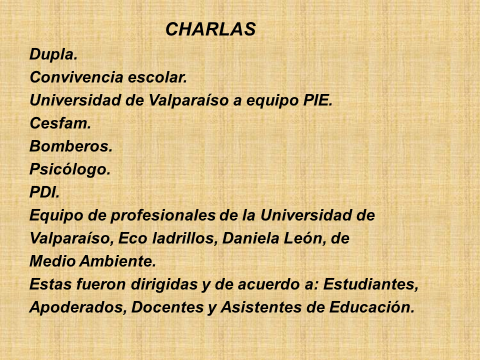 CHARLAS
Dupla.
Convivencia escolar.
Universidad de Valparaíso a equipo PIE.
Cesfam.
Bomberos.
Psicólogo.
PDI.
Equipo de profesionales de la Universidad de
Valparaíso, Eco ladrillos, Daniela León, de
Medio Ambiente.
Estas fueron dirigidas y de acuerdo a: Estudiantes,
Apoderados, Docentes y Asistentes de Educación.